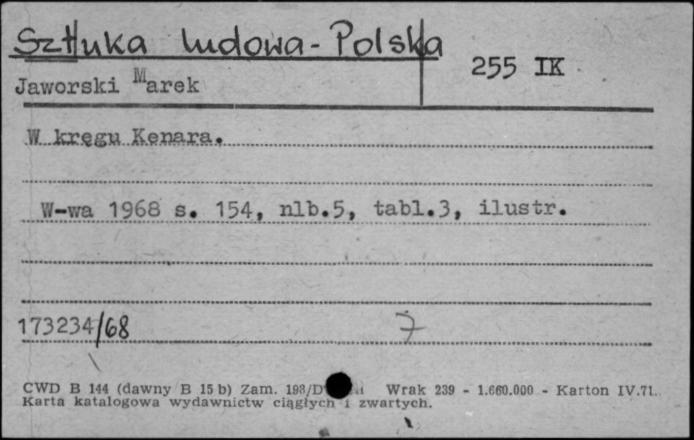 Sztuka ludowa - Polska
255 IK
Jaworski Marek
W kręgu Kenara.
W-wa 1968 s. 154, nlb.5, tabl.3, ilustr.
173234/68 7
CWD B 144 (dawny B 15 b) Zam. Wrak 239 - 1.660.000 - Karton IV.71.
Karta katalogowa wydawnictw ciągłych i zwartych.